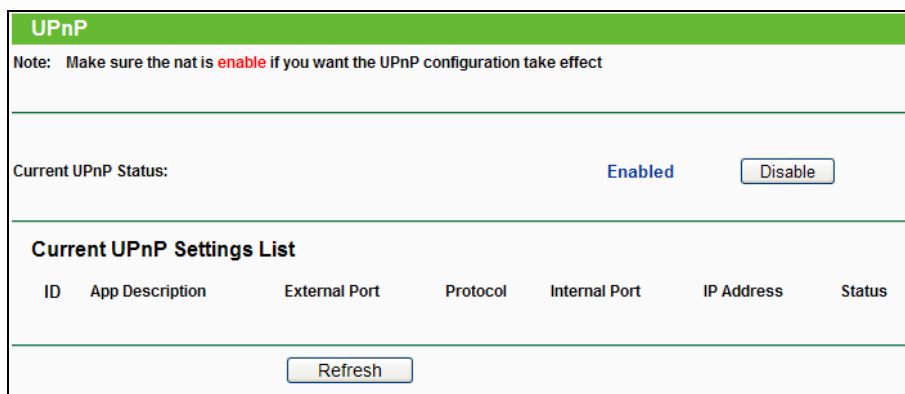 UPnP
Note: Make sure the nat is enable if you want the UPnP configuration take effect
Current UPnP Status: Enabled Disable
Current UPnP Settings List
ID App Description External Port Protocol Internal Port IP Address Status
Refresh